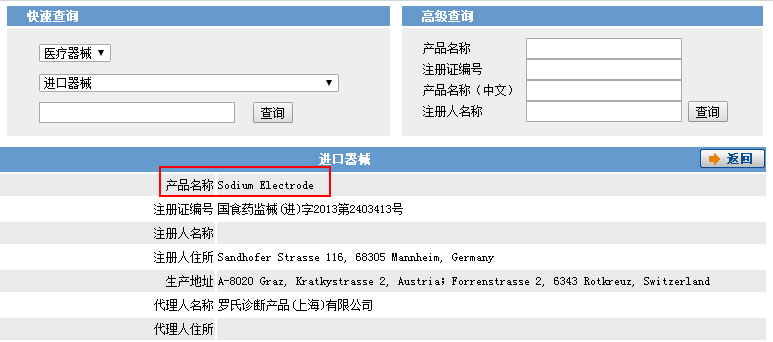 快速查询
医疗器械
进口器械
查询
高级查询
产品名称
注册证编号
产品名称（中文）
注册人名称 查询
进口器械 返回
产品名称 Sodium Electrode
注册证编号 国食药监械(进)字2013第2403413号
注册人名称
注册人住所 Sandhofer Strasse 116, 68305 Mannheim, Germany
生产地址 A-8020 Graz, Kratkystrasse 2, Austria；Forrenstrasse 2, 6343 Rotkreuz, Switzerland
代理人名称 罗氏诊断产品(上海)有限公司
代理人住所